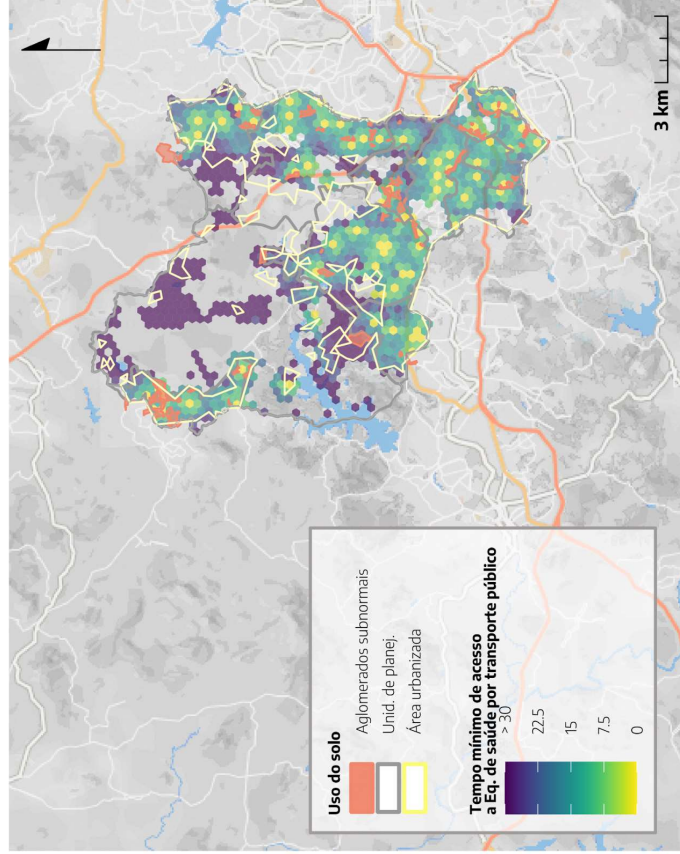 Uso do solo
Aglomerados subnormais
Unid. de planej.
Área urbanizada
Tempo mínimo de acesso
a Eq. de saúde por transporte público
> 30
22.5
15
7.5
0
3 km